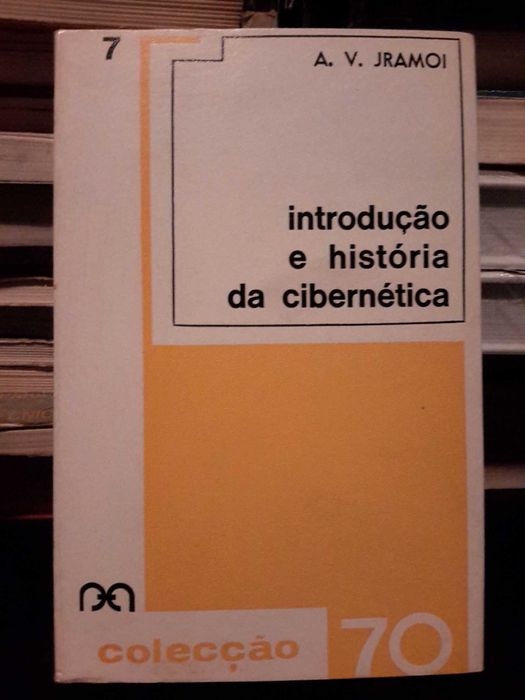 7
A. V. JRAMOI
introdução
e história
da cibernética
colecção 70